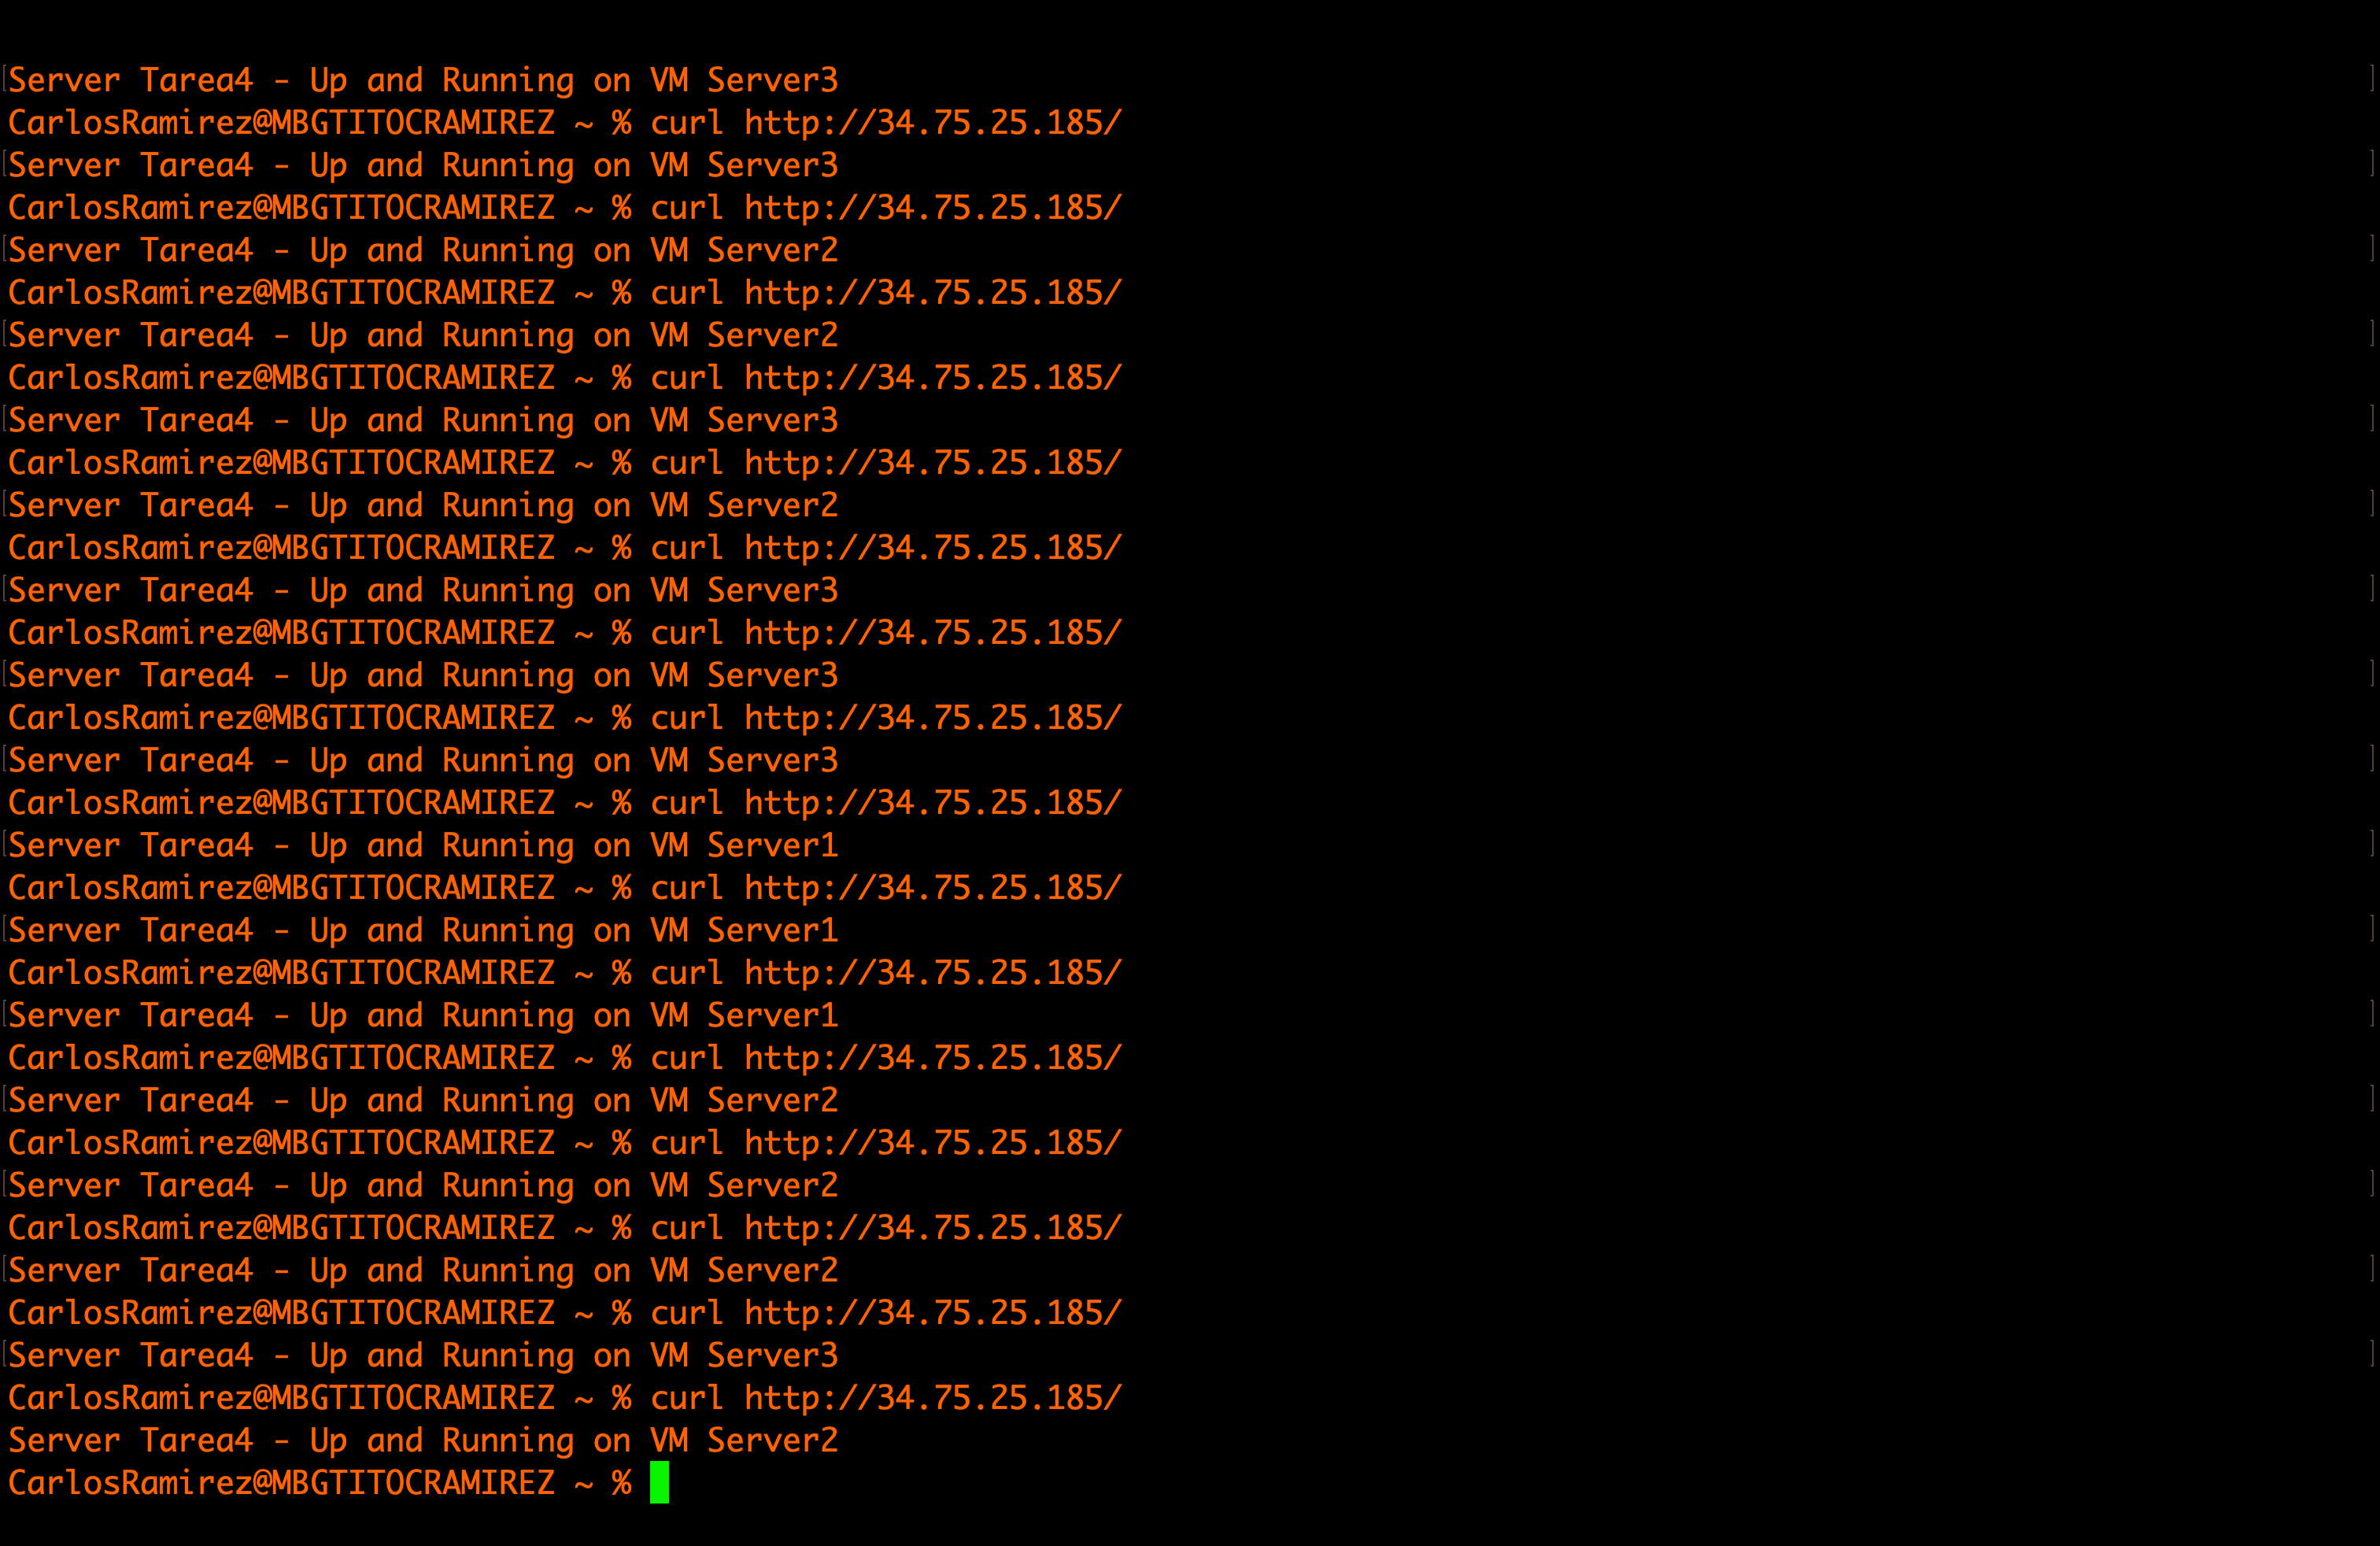 [Server Tarea4 - Up and Running on VM Server3 ]
CarlosRamirez@MBGTITOCRAMIREZ ~ % curl http://34.75.25.185/
[Server Tarea4 - Up and Running on VM Server3 ]
CarlosRamirez@MBGTITOCRAMIREZ ~ % curl http://34.75.25.185/
[Server Tarea4 - Up and Running on VM Server2 ]
CarlosRamirez@MBGTITOCRAMIREZ ~ % curl http://34.75.25.185/
[Server Tarea4 - Up and Running on VM Server2 ]
CarlosRamirez@MBGTITOCRAMIREZ ~ % curl http://34.75.25.185/
[Server Tarea4 - Up and Running on VM Server3 ]
CarlosRamirez@MBGTITOCRAMIREZ ~ % curl http://34.75.25.185/
[Server Tarea4 - Up and Running on VM Server2 ]
CarlosRamirez@MBGTITOCRAMIREZ ~ % curl http://34.75.25.185/
[Server Tarea4 - Up and Running on VM Server3 ]
CarlosRamirez@MBGTITOCRAMIREZ ~ % curl http://34.75.25.185/
[Server Tarea4 - Up and Running on VM Server3 ]
CarlosRamirez@MBGTITOCRAMIREZ ~ % curl http://34.75.25.185/
[Server Tarea4 - Up and Running on VM Server3 ]
CarlosRamirez@MBGTITOCRAMIREZ ~ % curl http://34.75.25.185/
[Server Tarea4 - Up and Running on VM Server1 ]
CarlosRamirez@MBGTITOCRAMIREZ ~ % curl http://34.75.25.185/
[Server Tarea4 - Up and Running on VM Server1 ]
CarlosRamirez@MBGTITOCRAMIREZ ~ % curl http://34.75.25.185/
[Server Tarea4 - Up and Running on VM Server1 ]
CarlosRamirez@MBGTITOCRAMIREZ ~ % curl http://34.75.25.185/
[Server Tarea4 - Up and Running on VM Server2 ]
CarlosRamirez@MBGTITOCRAMIREZ ~ % curl http://34.75.25.185/
[Server Tarea4 - Up and Running on VM Server2 ]
CarlosRamirez@MBGTITOCRAMIREZ ~ % curl http://34.75.25.185/
[Server Tarea4 - Up and Running on VM Server2 ]
CarlosRamirez@MBGTITOCRAMIREZ ~ % curl http://34.75.25.185/
[Server Tarea4 - Up and Running on VM Server3 ]
CarlosRamirez@MBGTITOCRAMIREZ ~ % curl http://34.75.25.185/
Server Tarea4 - Up and Running on VM Server2
CarlosRamirez@MBGTITOCRAMIREZ ~ %